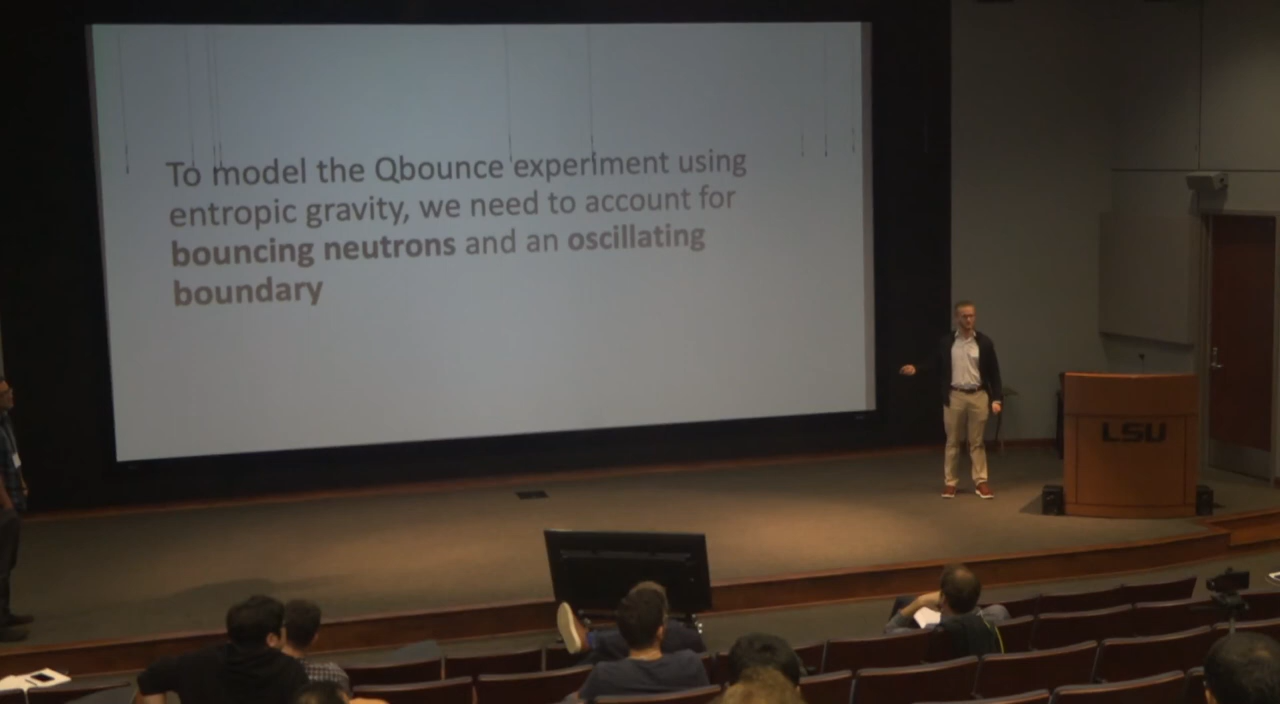 To model the Qbounce experiment using
entropic gravity, we need to account for
bouncing neutrons and an oscillating
boundary
LSU